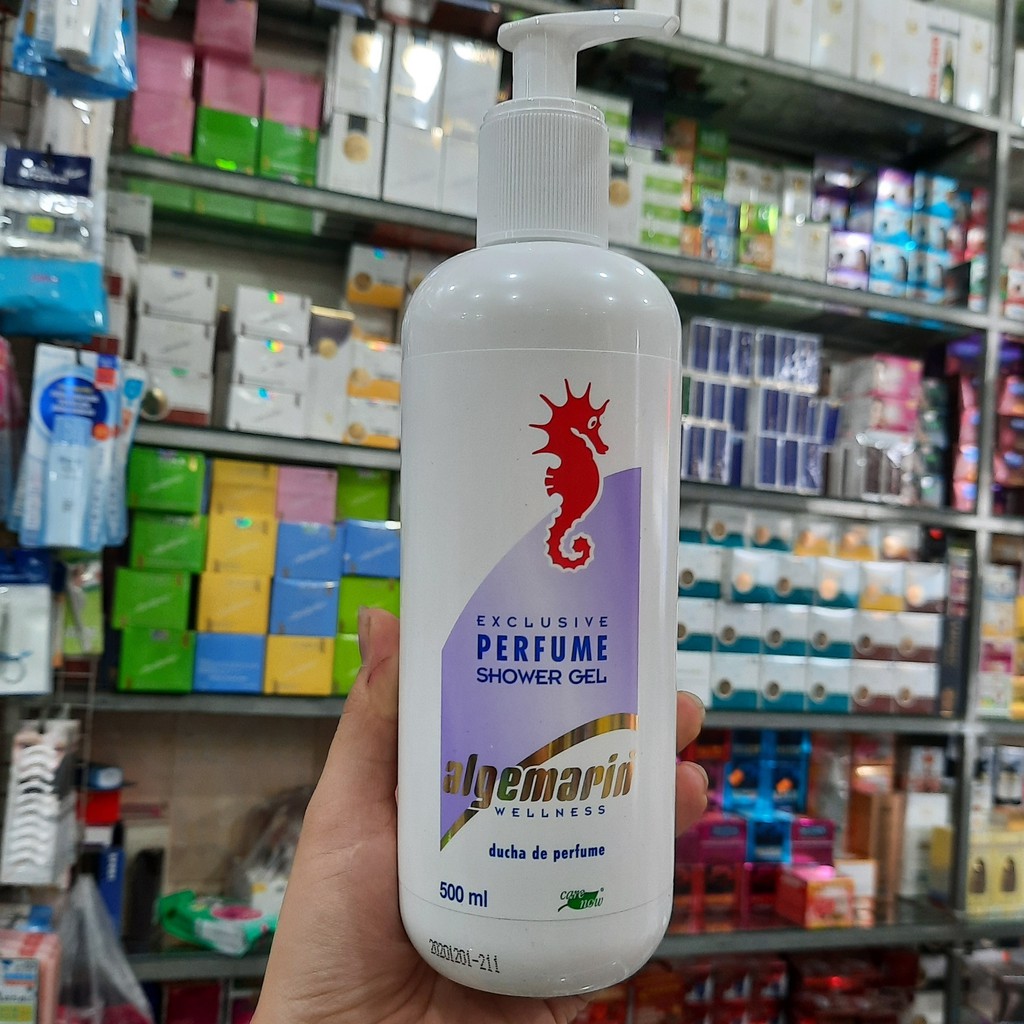 EXCLUSIVE
PERFUME
SHOWER GEL
algemarin
WELLNESS
ducha de perfume
500 ml
care now®
20201201-211